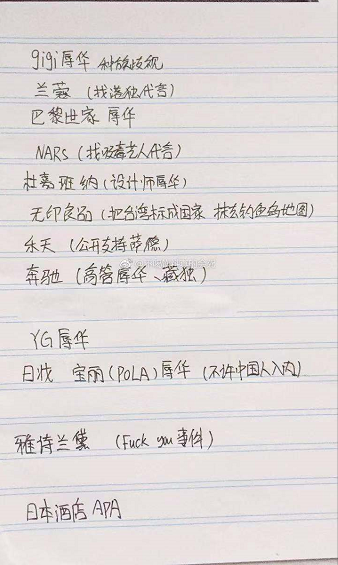 gigi辱华 种族歧视
兰蔻 (找港独代言)
巴黎世家 辱华
NARS (找吸毒艺人代言)
杜嘉班纳 (设计师辱华)
无印良品 (把台湾标成国家 抹去钓鱼岛地图)
乐天 (公开支持萨德)
奔驰 (高管辱华、藏独)
YG 辱华
日妆 宝丽 (POLA) 辱华 (不许中国人入内)
雅诗兰黛 (Fuck you 事件)
日本酒店 APA